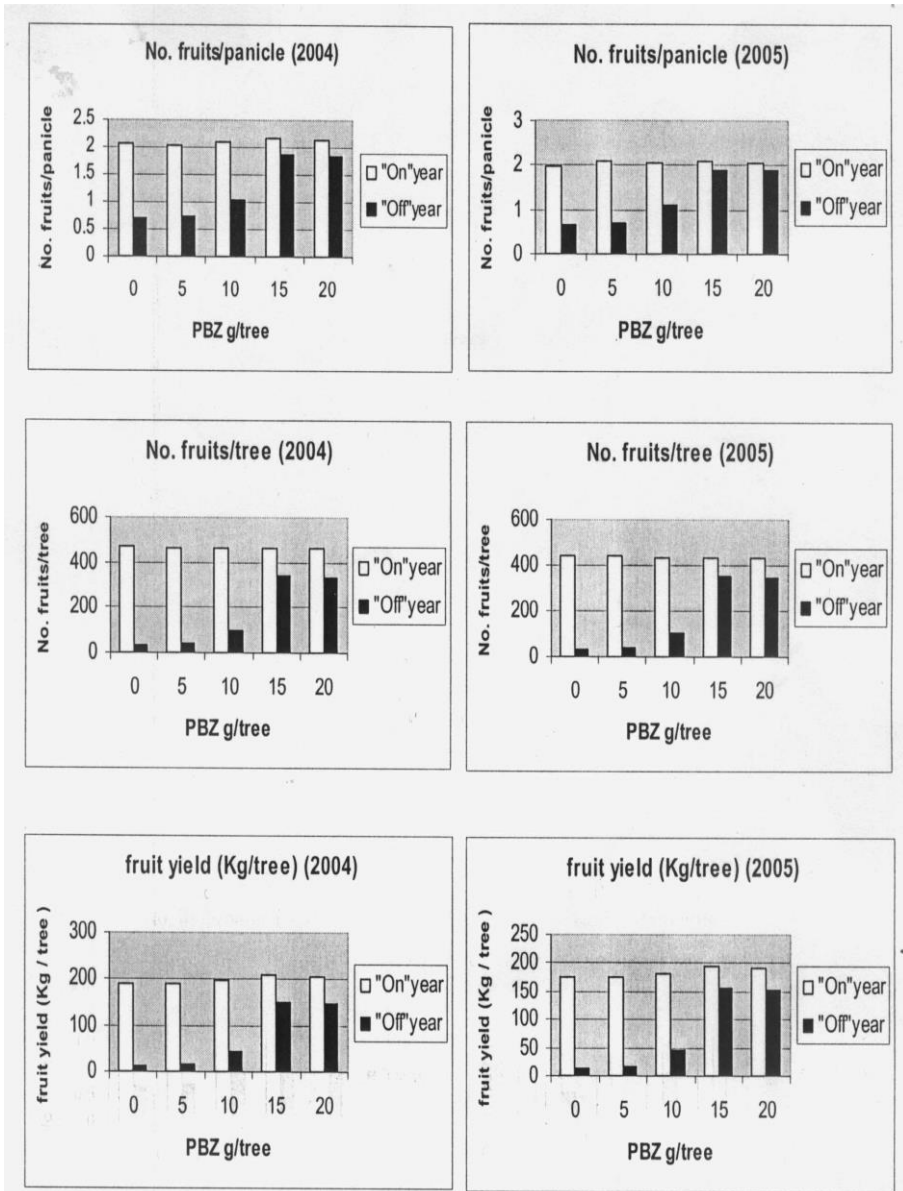 No. fruits/panicle (2004)
No. fruits/panicle
2.5
2
1.5
1
0.5
0
0 5 10 15 20
PBZ g/tree
"On"year
"Off"year
No. fruits/panicle (2005)
No. fruits/panicle
3
2
1
0
0 5 10 15 20
PBZ g/tree
"On"year
"Off"year
No. fruits/tree (2004)
No. fruits/tree
600
400
200
0
0 5 10 15 20
PBZ g/tree
"On"year
"Off"year
No. fruits/tree (2005)
No. fruits/tree
600
400
200
0
0 5 10 15 20
PBZ g/tree
"On"year
"Off"year
fruit yield (Kg/tree) (2004)
fruit yield (Kg / tree )
300
200
100
0
0 5 10 15 20
PBZ g/tree
"On"year
"Off"year
fruit yield (Kg/tree) (2005)
fruit yield (Kg / tree )
250
200
150
100
50
0
0 5 10 15 20
PBZ g/tree
"On"year
"Off"year